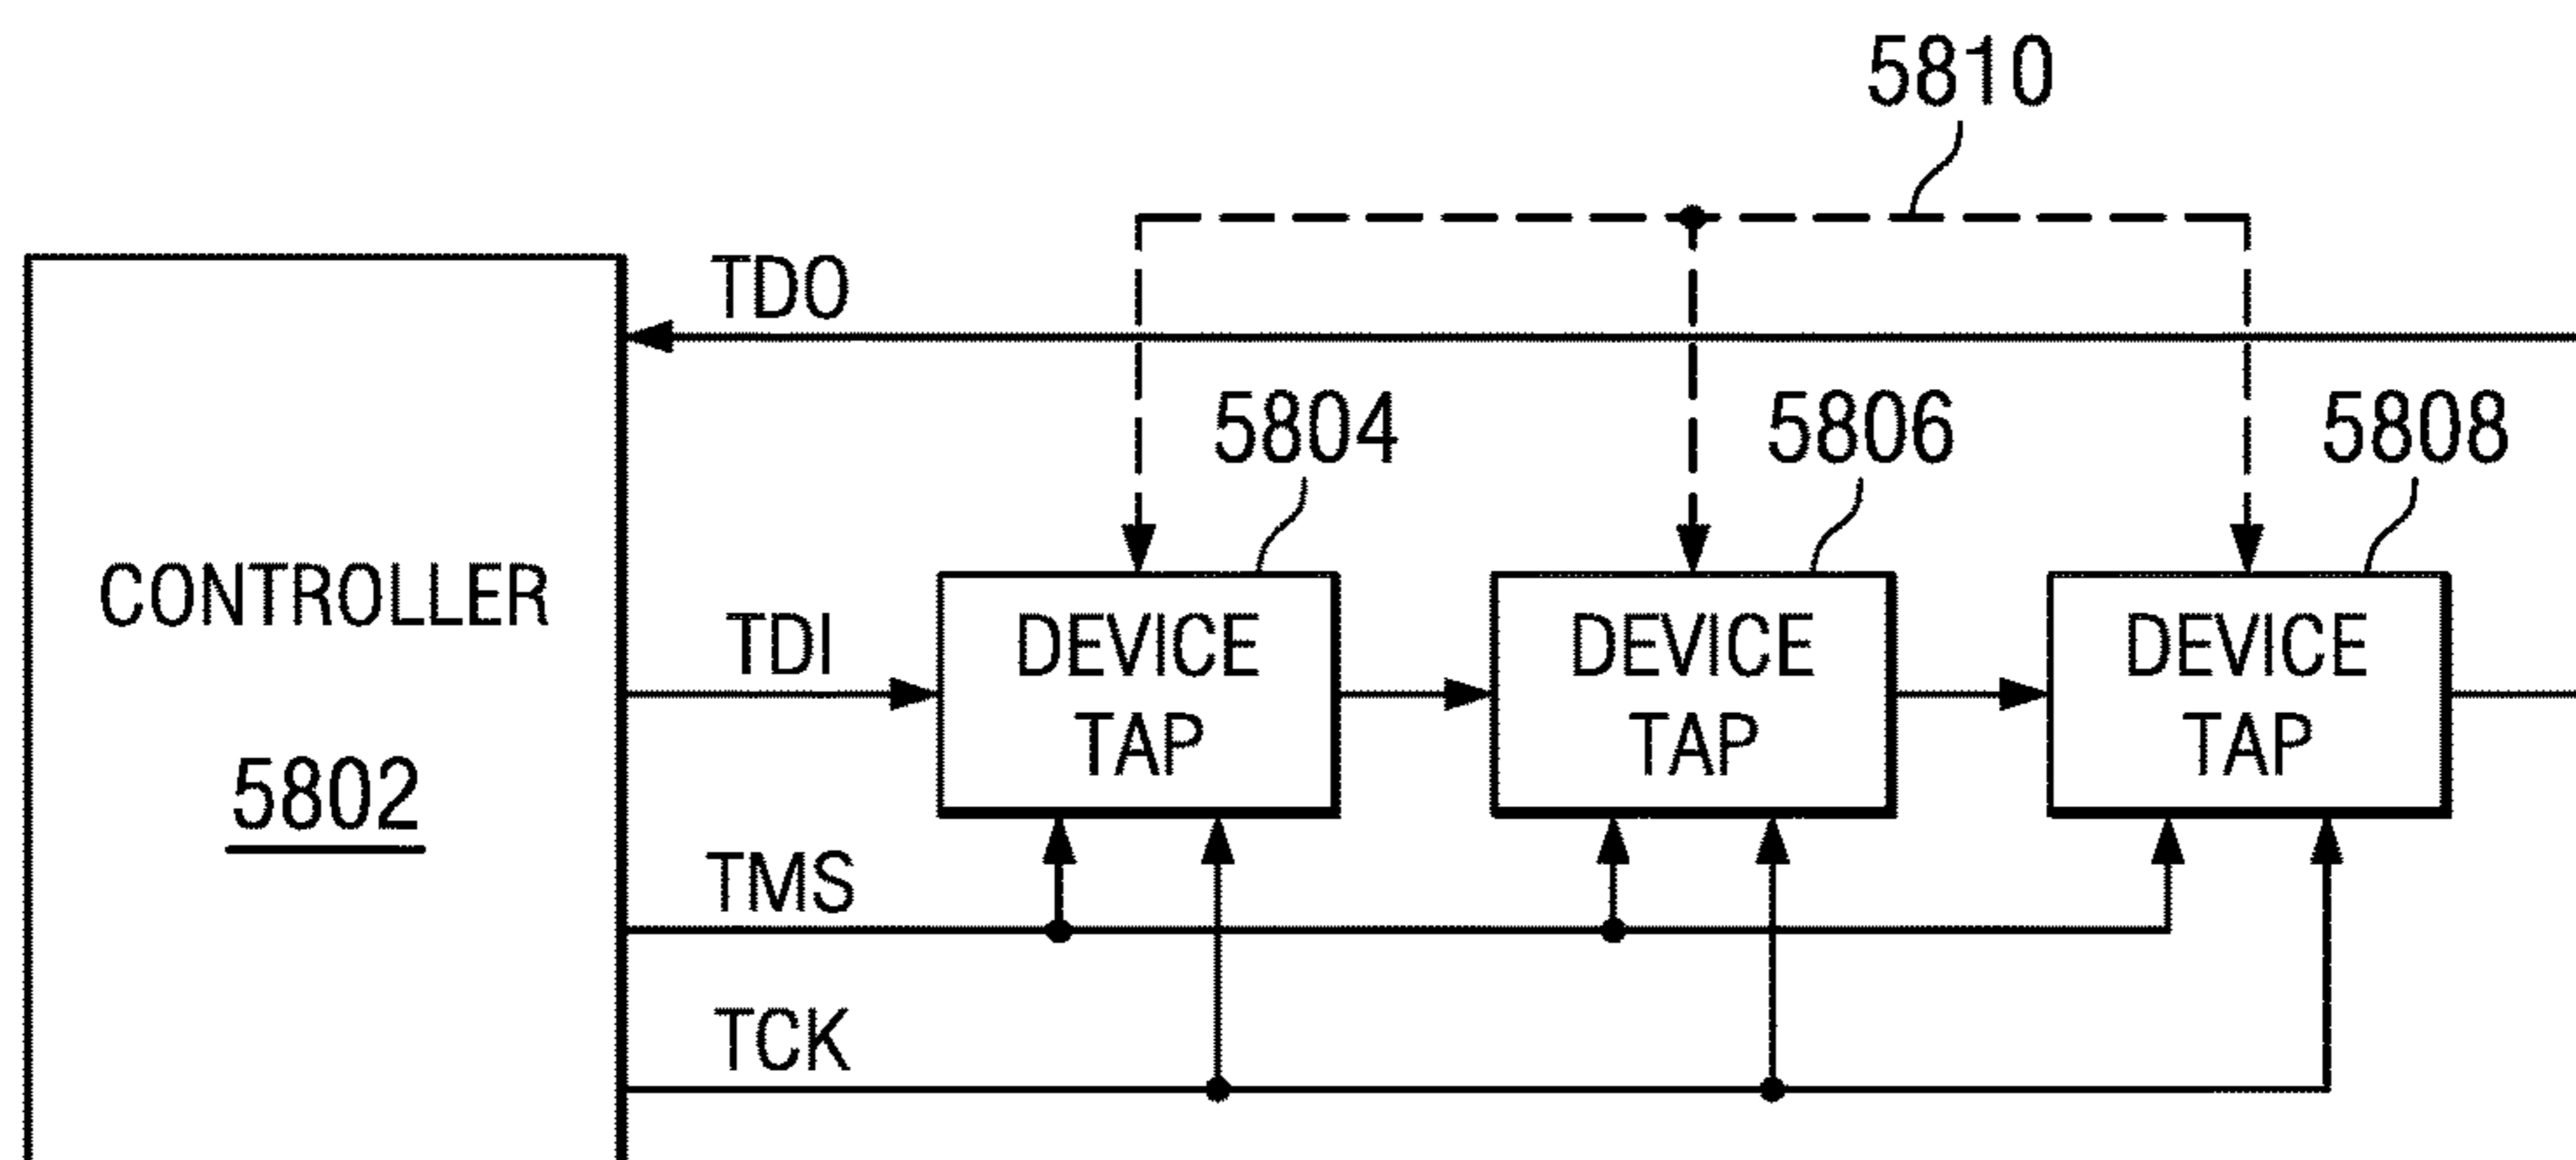 5810
TDO
5804
5806
5808
CONTROLLER
5802
TDI
DEVICE
TAP
DEVICE
TAP
DEVICE
TAP
TMS
TCK